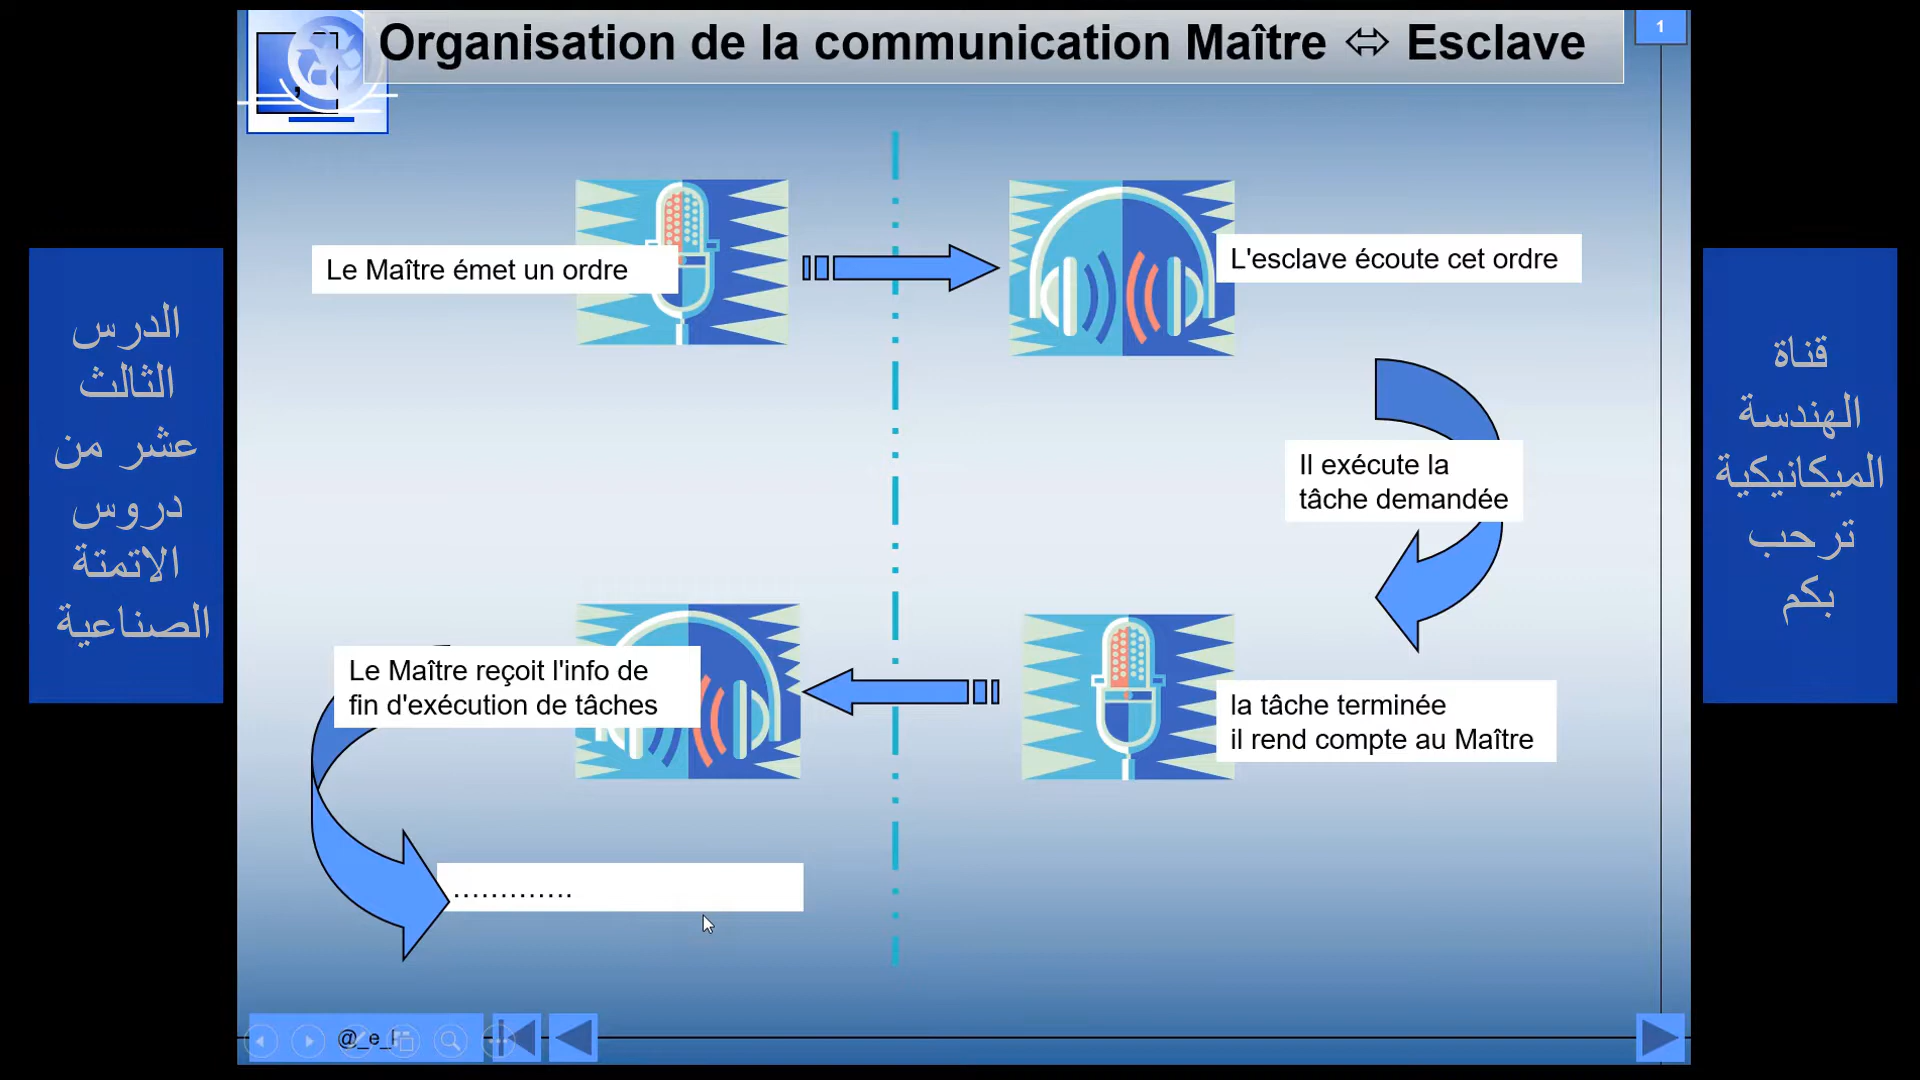 Organisation de la communication Maître ⇔ Esclave
1
Le Maître émet un ordre
L'esclave écoute cet ordre
Il exécute la
tâche demandée
la tâche terminée
il rend compte au Maître
Le Maître reçoit l'info de
fin d'exécution de tâches
.............
الدرس
الثالث
عشر من
دروس
الاتمتة
الصناعية
قناة
الهندسة
الميكانيكية
ترحب
بكم